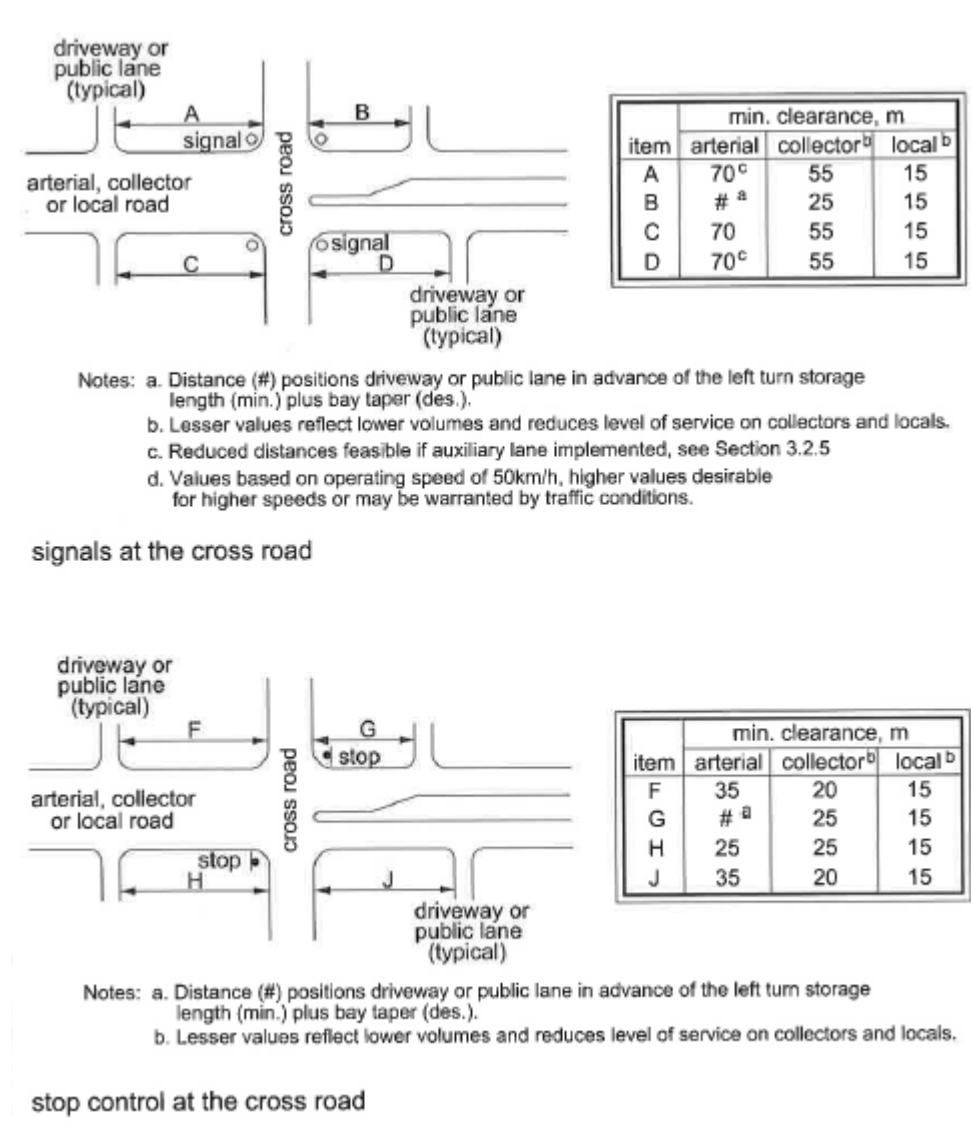 driveway or
public lane
(typical)
A
B
signal
signal
arterial, collector
or local road
cross road
C
D
driveway or
public lane
(typical)
min. clearance, m
item arterial collector b local b
A 70 c 55 15
B # a 25 15
C 70 55 15
D 70 c 55 15
Notes: a. Distance (#) positions driveway or public lane in advance of the left turn storage
length (min.) plus bay taper (des.).
b. Lesser values reflect lower volumes and reduces level of service on collectors and locals.
c. Reduced distances feasible if auxiliary lane implemented, see Section 3.2.5
d. Values based on operating speed of 50km/h, higher values desirable
for higher speeds or may be warranted by traffic conditions.
signals at the cross road
driveway or
public lane
(typical)
F
G
stop
arterial, collector
or local road
cross road
stop
H
J
driveway or
public lane
(typical)
min. clearance, m
item arterial collector b local b
F 35 20 15
G # a 25 15
H 25 25 15
J 35 20 15
Notes: a. Distance (#) positions driveway or public lane in advance of the left turn storage
length (min.) plus bay taper (des.).
b. Lesser values reflect lower volumes and reduces level of service on collectors and locals.
stop control at the cross road